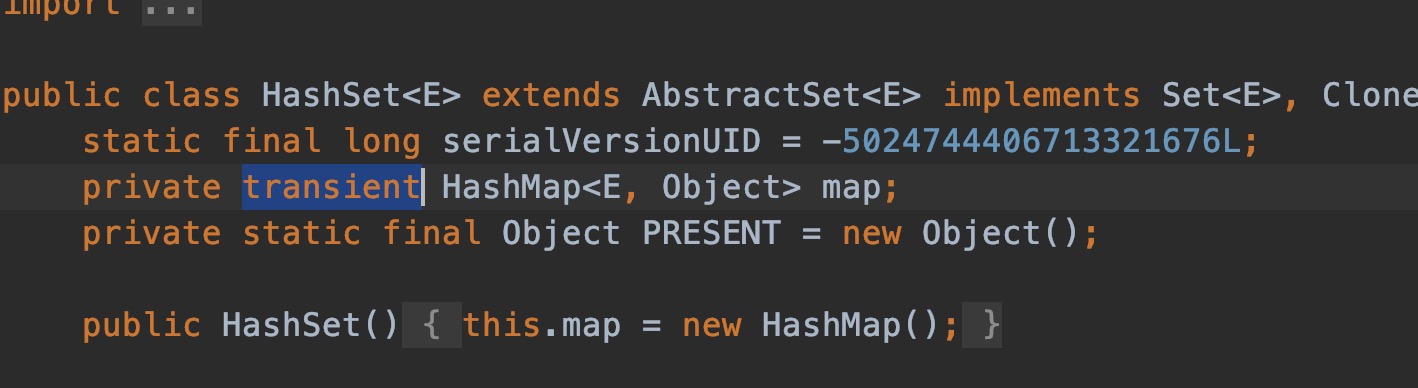 import ...
public class HashSet<E> extends AbstractSet<E> implements Set<E>, Clone
static final long serialVersionUID = -5024744406713321676L;
private transient HashMap<E, Object> map;
private static final Object PRESENT = new Object();
public HashSet() { this.map = new HashMap(); }